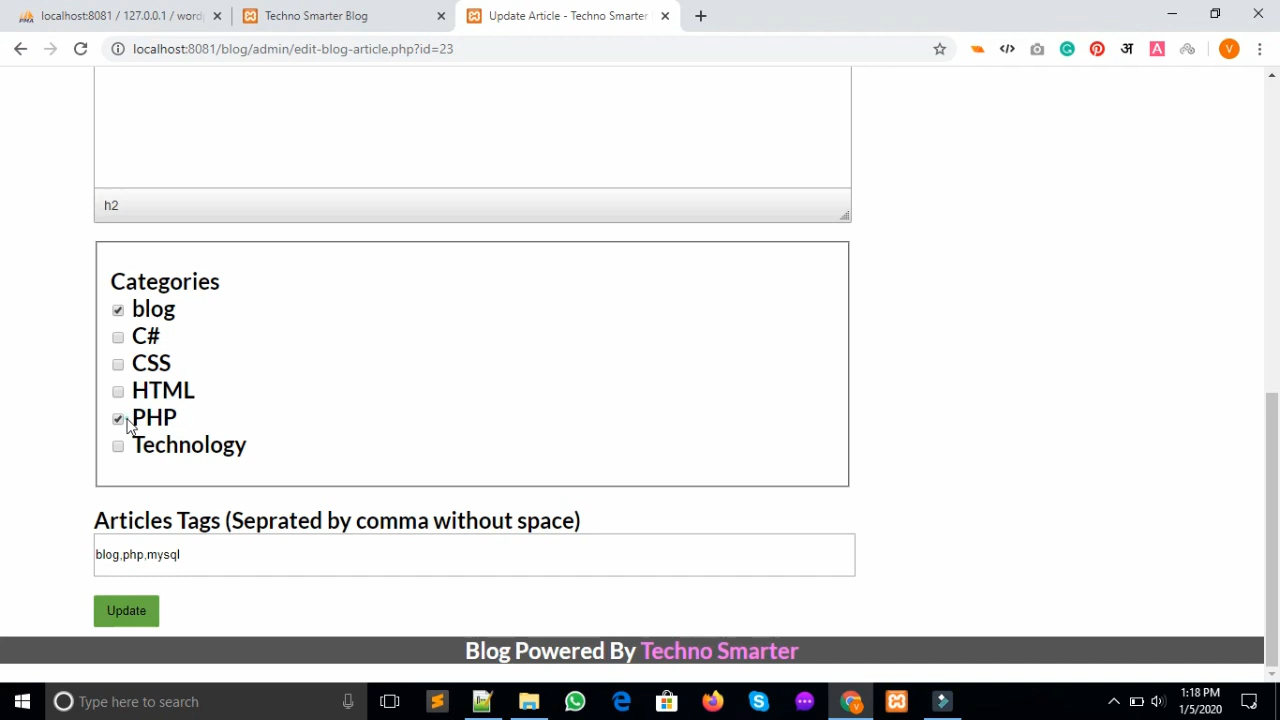 localhost:8081 / 127.0.0.1 / word
Techno Smarter Blog
Update Article - Techno Smarter
localhost:8081/blog/admin/edit-blog-article.php?id=23
h2
Categories
blog
C#
CSS
HTML
PHP
Technology
Articles Tags (Seprated by comma without space)
blog,php,mysql
Update
Blog Powered By Techno Smarter
Type here to search
1:18 PM
1/5/2020